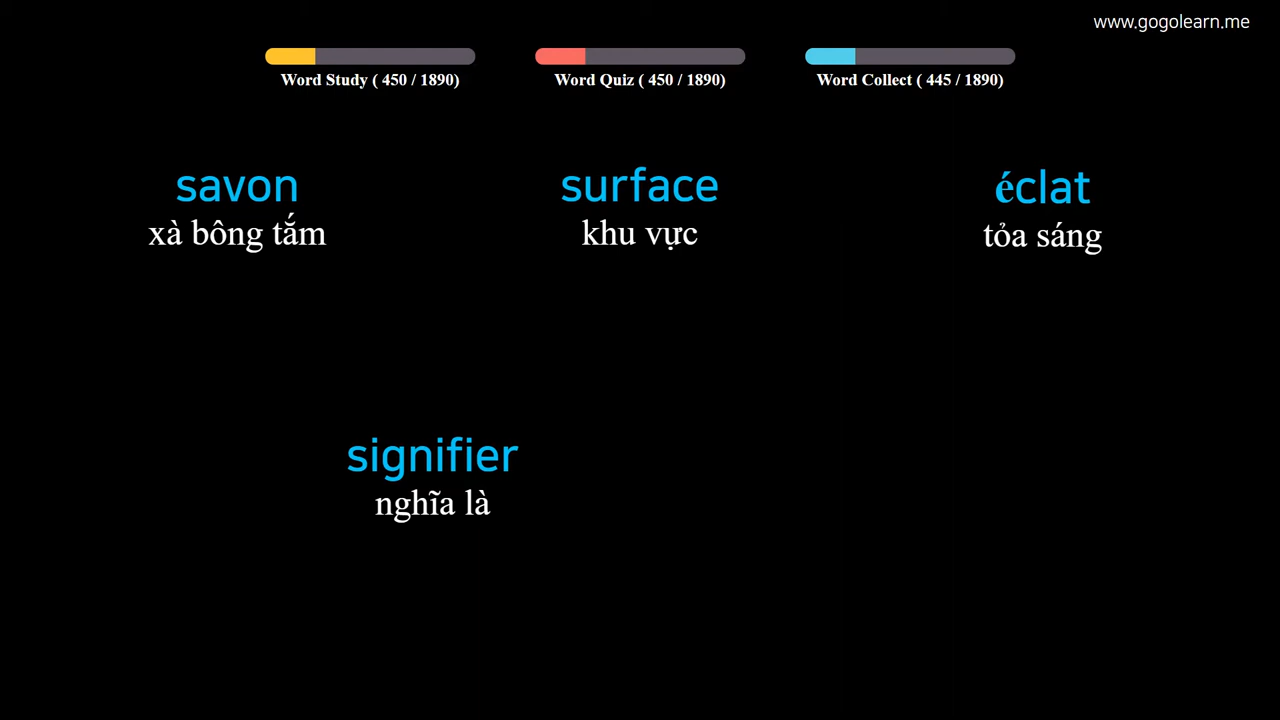 www.gogolearn.me
Word Study ( 450 / 1890)
Word Quiz ( 450 / 1890)
Word Collect ( 445 / 1890)
savon
xà bông tắm
surface
khu vực
éclat
tỏa sáng
signifier
nghĩa là